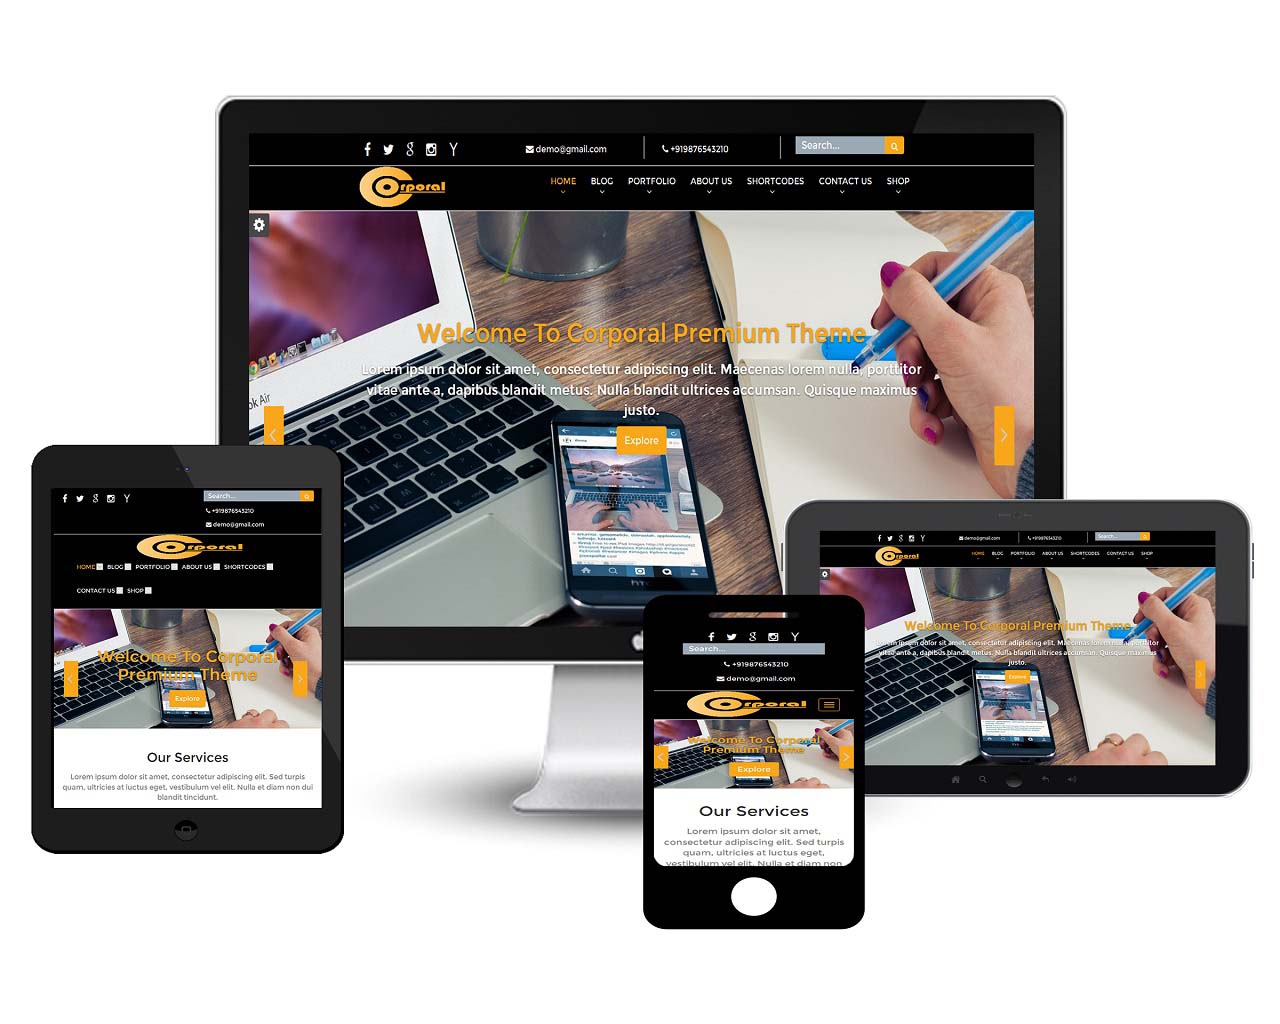 Search...
demo@gmail.com
+919876543210
Corporal
HOME BLOG PORTFOLIO ABOUT US SHORTCODES CONTACT US SHOP
Welcome To Corporal Premium Theme
Lorem ipsum dolor sit amet, consectetur adipiscing elit. Maecenas lorem nulla, porttitor
vitae ante a, dapibus blandit metus. Nulla blandit ultrices accumsan. Quisque maximus
justo.
ok Air
Explore
Search...
+919876543210
demo@gmail.com
Corporal
HOME BLOG PORTFOLIO ABOUT US SHORTCODES
CONTACT US SHOP
Welcome To Corporal
Premium Theme
Explore
Our Services
Lorem ipsum dolor sit amet, consectetur adipiscing elit. Sed turpis
quam, ultricies at luctus eget, vestibulum vel elit. Nulla et diam non dui
blandit tincidunt.
Search...
+919876543210
demo@gmail.com
Corporal
Welcome To Corporal
Premium Theme
Explore
Our Services
Lorem ipsum dolor sit amet,
consectetur adipiscing elit. Sed turpis
quam, ultricies at luctus eget,
vestibulum vel elit. Nulla et diam non
demo@gmail.com
+919876543210
Search...
Corporal
HOME BLOG PORTFOLIO ABOUT US SHORTCODES CONTACT US SHOP
Welcome To Corporal Premium Theme
Lorem ipsum dolor sit amet, consectetur adipiscing elit. Maecenas lorem nulla, porttitor
vitae ante a, dapibus blandit metus. Nulla blandit ultrices accumsan. Quisque maximus
justo.
Explore